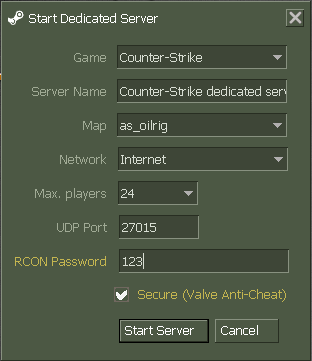 Start Dedicated Server
Game Counter-Strike
Server Name Counter-Strike dedicated serv
Map as_oilrig
Network Internet
Max. players 24
UDP Port 27015
RCON Password 123
Secure (Valve Anti-Cheat)
Start Server Cancel